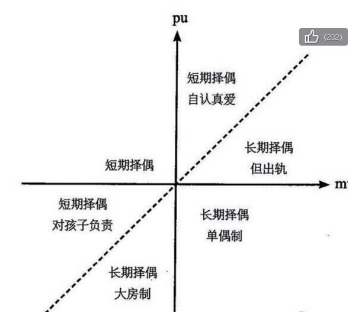 pu
(232)
短期择偶
自认真爱
长期择偶
但出轨
短期择偶
短期择偶
对孩子负责
长期择偶
单偶制
长期择偶
大房制